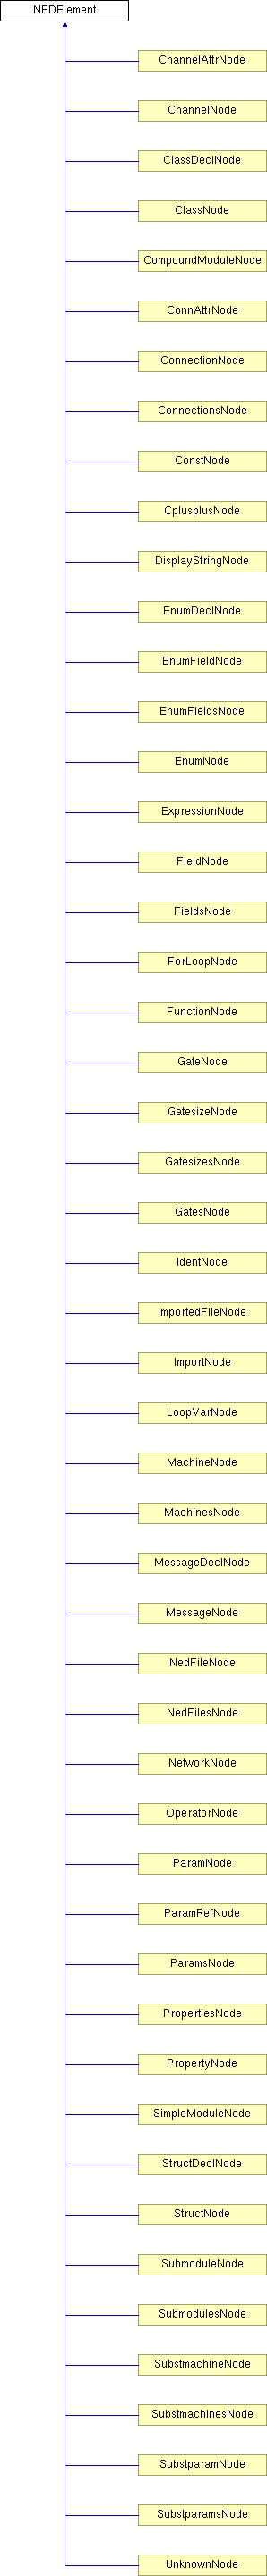 NEDElement
ChannelAttrNode
ChannelNode
ClassDeclNode
ClassNode
CompoundModuleNode
ConnAttrNode
ConnectionNode
ConnectionsNode
ConstNode
CplusplusNode
DisplayStringNode
EnumDeclNode
EnumFieldNode
EnumFieldsNode
EnumNode
ExpressionNode
FieldNode
FieldsNode
ForLoopNode
FunctionNode
GateNode
GatesizeNode
GatesizesNode
GatesNode
IdentNode
ImportedFileNode
ImportNode
LoopVarNode
MachineNode
MachinesNode
MessageDeclNode
MessageNode
NedFileNode
NedFilesNode
NetworkNode
OperatorNode
ParamNode
ParamRefNode
ParamsNode
PropertiesNode
PropertyNode
SimpleModuleNode
StructDeclNode
StructNode
SubmoduleNode
SubmodulesNode
SubstmachineNode
SubstmachinesNode
SubstparamNode
SubstparamsNode
UnknownNode